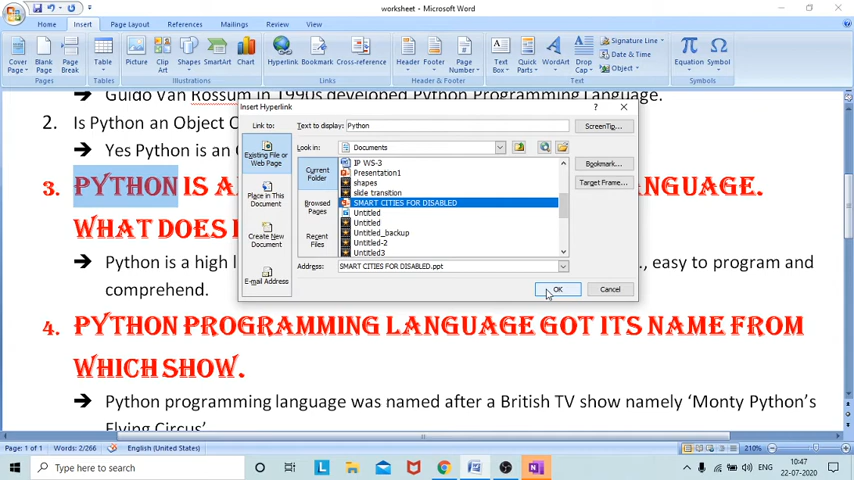 worksheet - Microsoft Word
Home Insert Page Layout References Mailings Review View
Cover Page Blank Page Page Break Table Picture Clip Art Shapes SmartArt Chart Hyperlink Bookmark Cross-reference Header Footer Page Number Text Box Quick Parts WordArt Drop Cap Signature Line Date & Time Object Equation Symbol
Pages Tables Illustrations Links Header & Footer Text Symbols
Guido Van Rossum in 1990s developed Python Programming Language.
2. Is Python an Object O
Yes Python is an
3. PYTHON IS A NGUAGE.
WHAT DOES
Python is a high l , easy to program and
comprehend.
4. PYTHON PROGRAMMING LANGUAGE GOT ITS NAME FROM
WHICH SHOW.
Python programming language was named after a British TV show namely ‘Monty Python’s
Flying Circus’
Insert Hyperlink
Link to: Text to display: Python ScreenTip...
Existing File or Web Page
Look in: Documents
Bookmark...
Target Frame...
Place in This Document
Create New Document
E-mail Address
Current Folder
Browsed Pages
Recent Files
IP WS-3
Presentation1
shapes
slide transition
SMART CITIES FOR DISABLED
Untitled
Untitled
Untitled_backup
Untitled-2
Untitled3
Address: SMART CITIES FOR DISABLED.ppt
OK Cancel
Page: 1 of 1 Words: 2/266 English (United States) 210%
Type here to search
ENG
10:47
22-07-2020